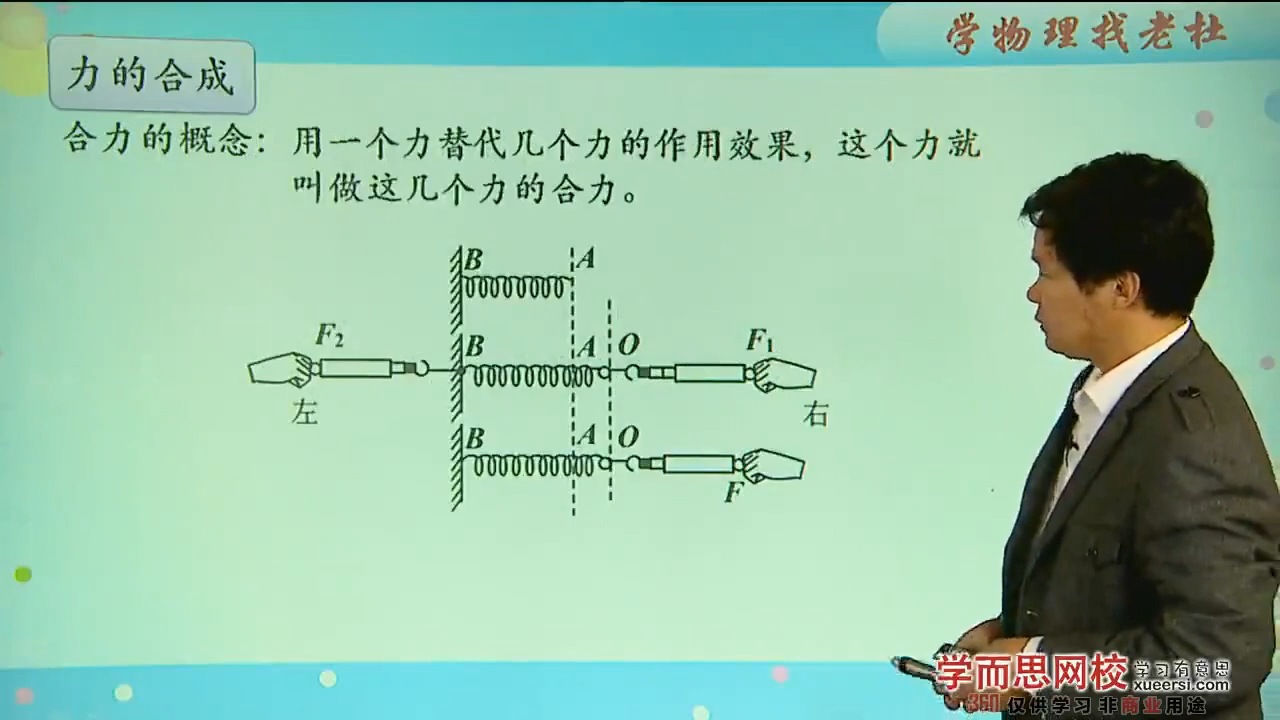 学物理找老杜
力的合成
合力的概念：用一个力替代几个力的作用效果，这个力就
叫做这几个力的合力。
B A
F₂ B A O F₁
左 右
B A O
F
学而思网校 学习有意思
xueersi.com
360 仅供学习 非商业用途